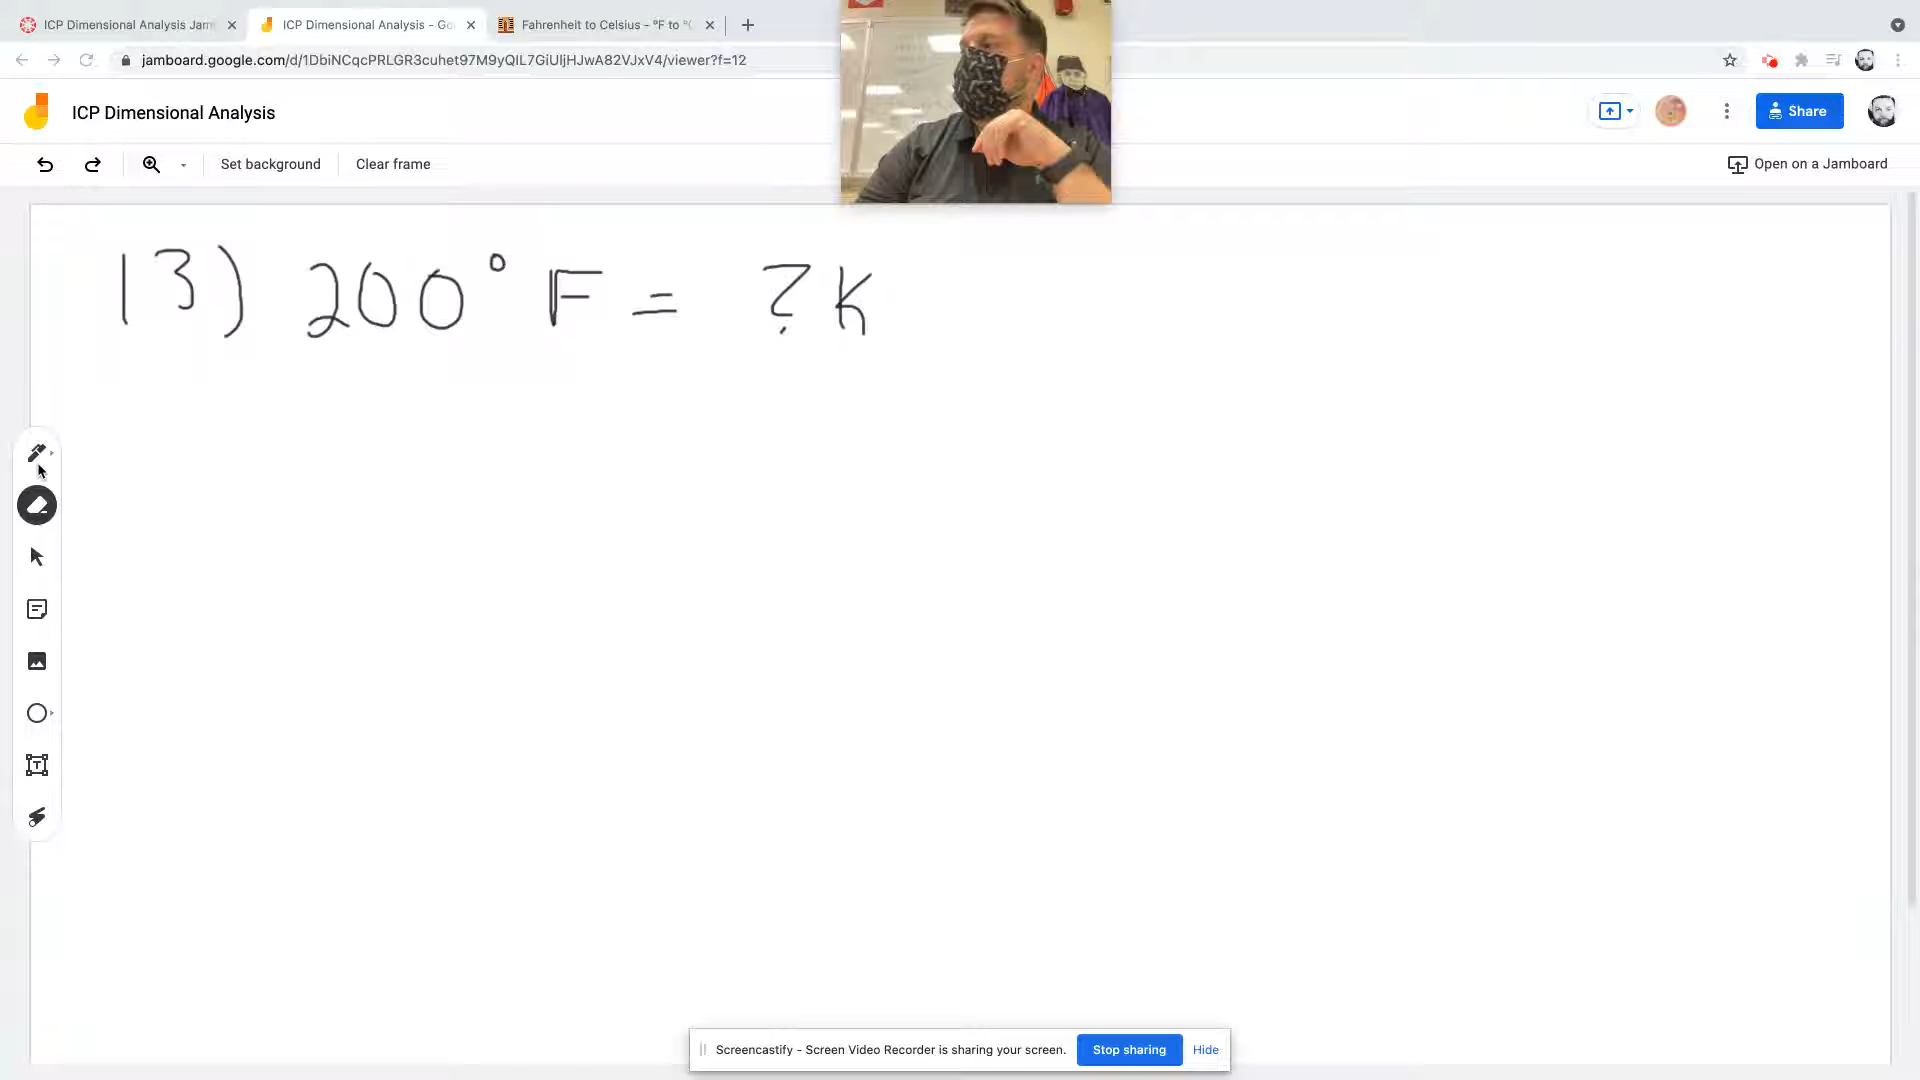 ICP Dimensional Analysis Jam
ICP Dimensional Analysis - Go
Fahrenheit to Celsius - °F to °(
jamboard.google.com/d/1DbiNCqcPRLGR3cuhet97M9yQIL7GiUljHJwA82VJxV4/viewer?f=12
ICP Dimensional Analysis
Share
Set background
Clear frame
Open on a Jamboard
13) 200° F = ? K
Screencastify - Screen Video Recorder is sharing your screen.
Stop sharing
Hide